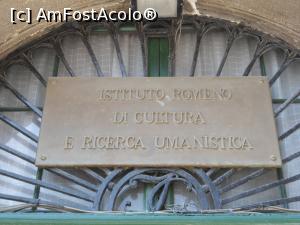 [c] AmFostAcolo®
ISTITUTO ROMENO
DI CULTURA
E RICERCA UMANISTICA